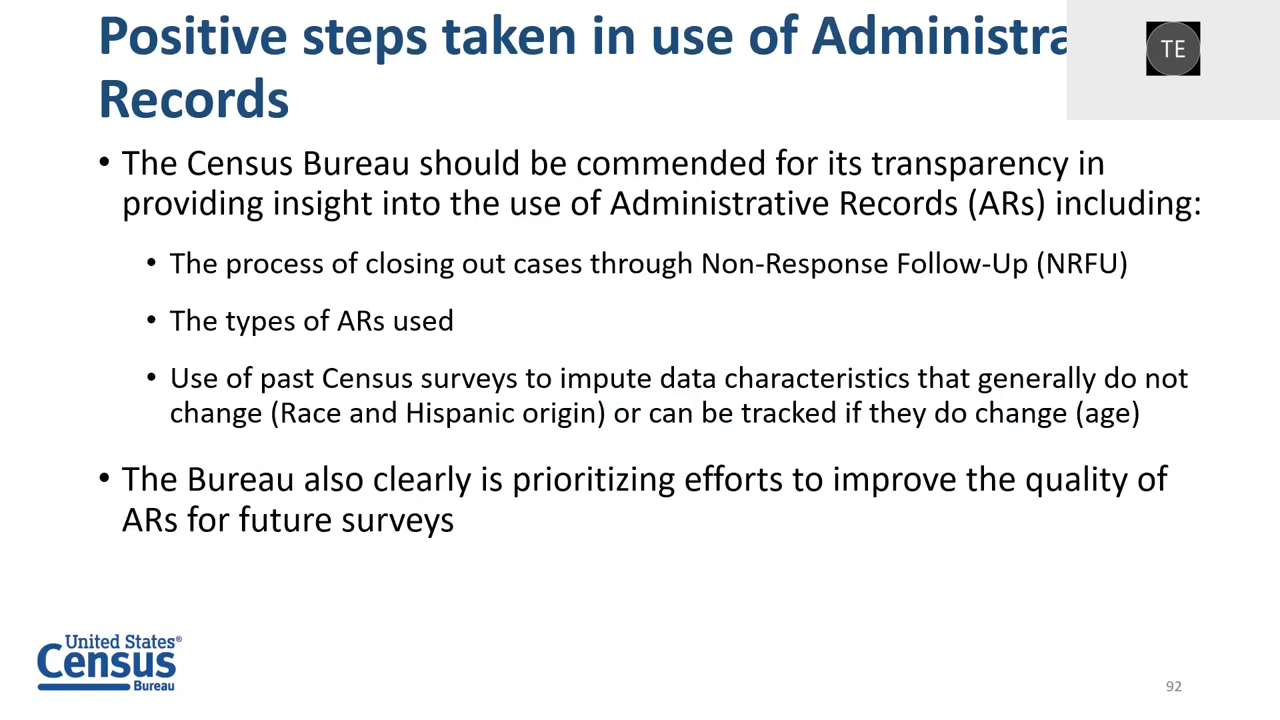 Positive steps taken in use of Administra
TE
Records
• The Census Bureau should be commended for its transparency in
providing insight into the use of Administrative Records (ARs) including:
• The process of closing out cases through Non-Response Follow-Up (NRFU)
• The types of ARs used
• Use of past Census surveys to impute data characteristics that generally do not
change (Race and Hispanic origin) or can be tracked if they do change (age)
• The Bureau also clearly is prioritizing efforts to improve the quality of
ARs for future surveys
United States®
Census
Bureau
92